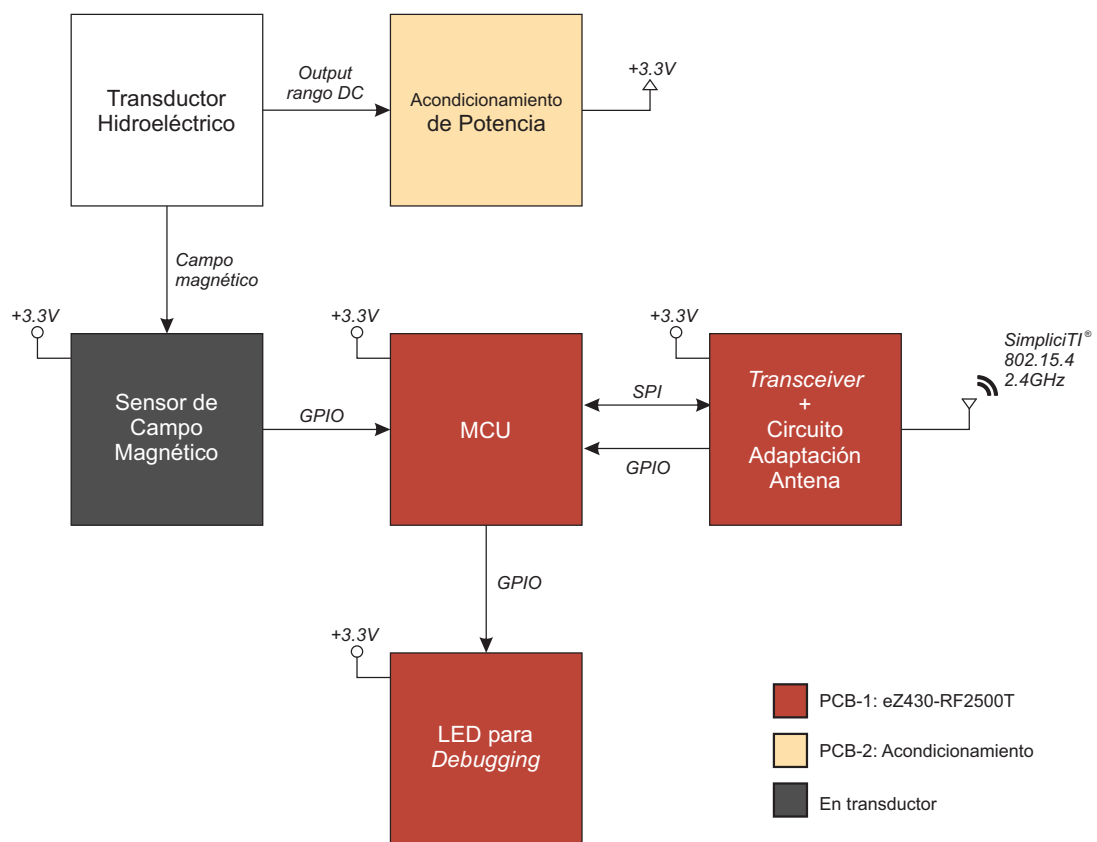 Transductor
Hidroeléctrico
Output
rango DC
Acondicionamiento
de Potencia
+3.3V
Campo
magnético
+3.3V
Sensor de
Campo
Magnético
GPIO
+3.3V
MCU
SPI
GPIO
+3.3V
Transceiver
+
Circuito
Adaptación
Antena
SimpliciTI®
802.15.4
2.4GHz
GPIO
+3.3V
LED para
Debugging
PCB-1: eZ430-RF2500T
PCB-2: Acondicionamiento
En transductor